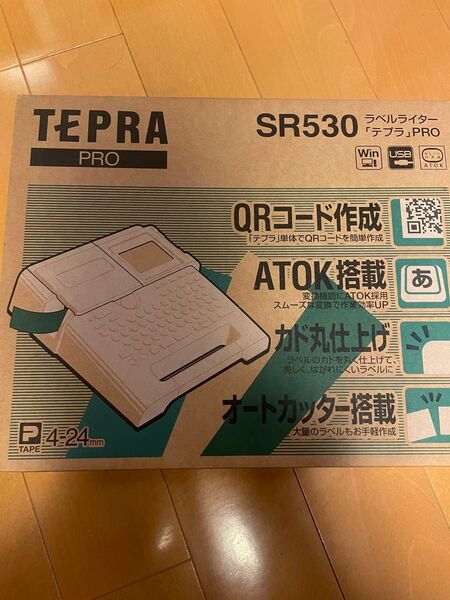 TEPRA
PRO
SR530
ラベルライター
「テプラ」PRO
Win
USB
ATOK
QRコード作成
「テプラ」単体でQRコードを簡単作成
ATOK搭載
変換機能にATOK採用
スムーズな変換で作業効率UP
あ
カド丸仕上げ
ラベルのカドを丸く仕上げて、
美しく、はがれにくいラベルに
オートカッター搭載
大量のラベルもお手軽作成
P
TAPE
4-24mm